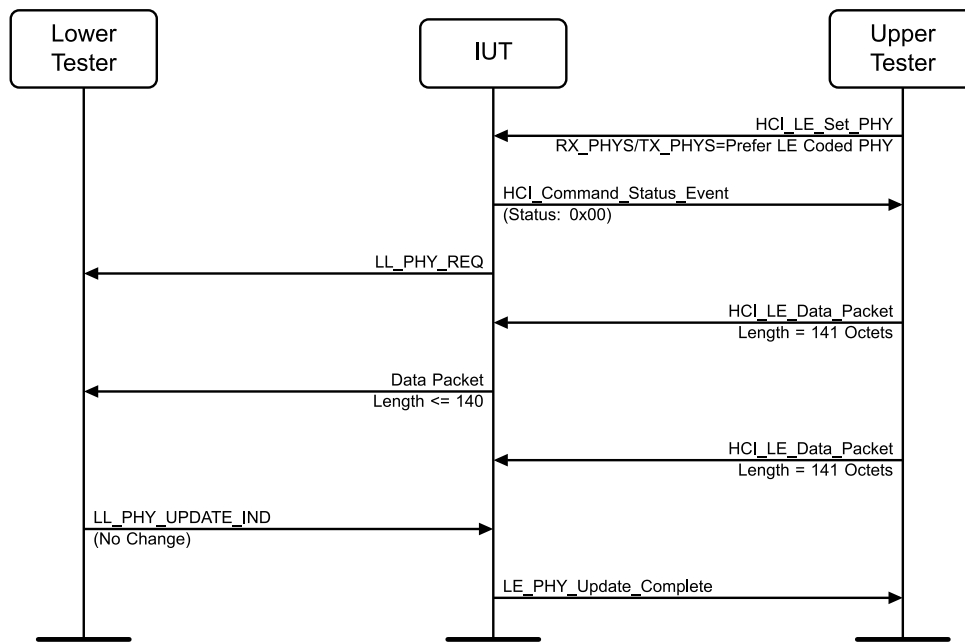 Lower
Tester
IUT
Upper
Tester
HCI_LE_Set_PHY
RX_PHYS/TX_PHYS=Prefer LE Coded PHY
HCI_Command_Status_Event
(Status: 0x00)
LL_PHY_REQ
HCI_LE_Data_Packet
Length = 141 Octets
Data Packet
Length <= 140
HCI_LE_Data_Packet
Length = 141 Octets
LL_PHY_UPDATE_IND
(No Change)
LE_PHY_Update_Complete